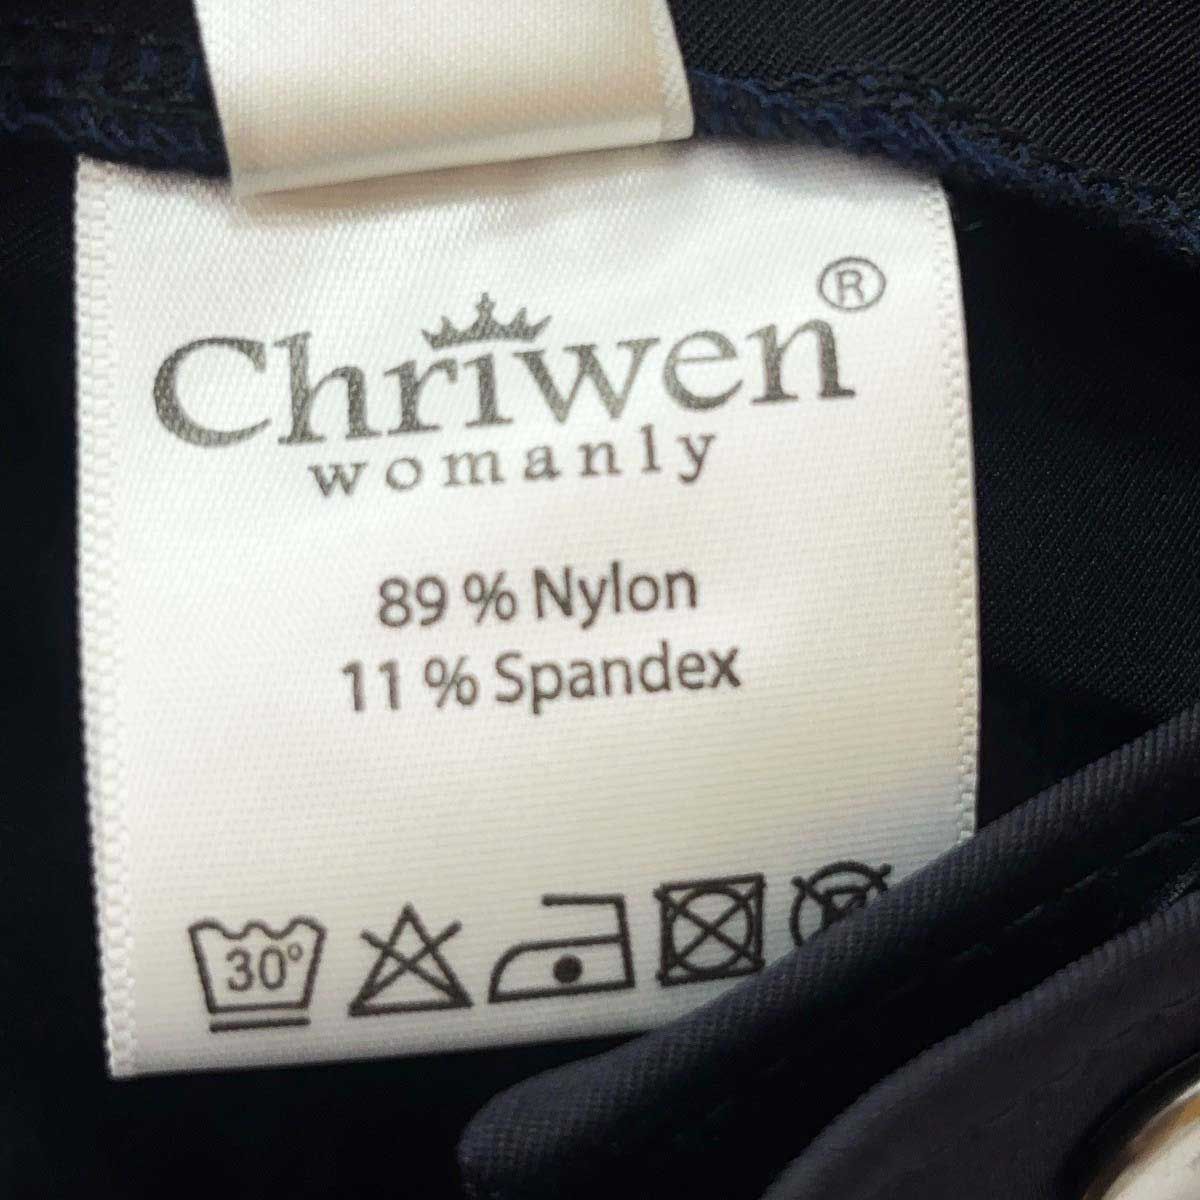 Chriwen®
womanly
89 % Nylon
11 % Spandex
30°